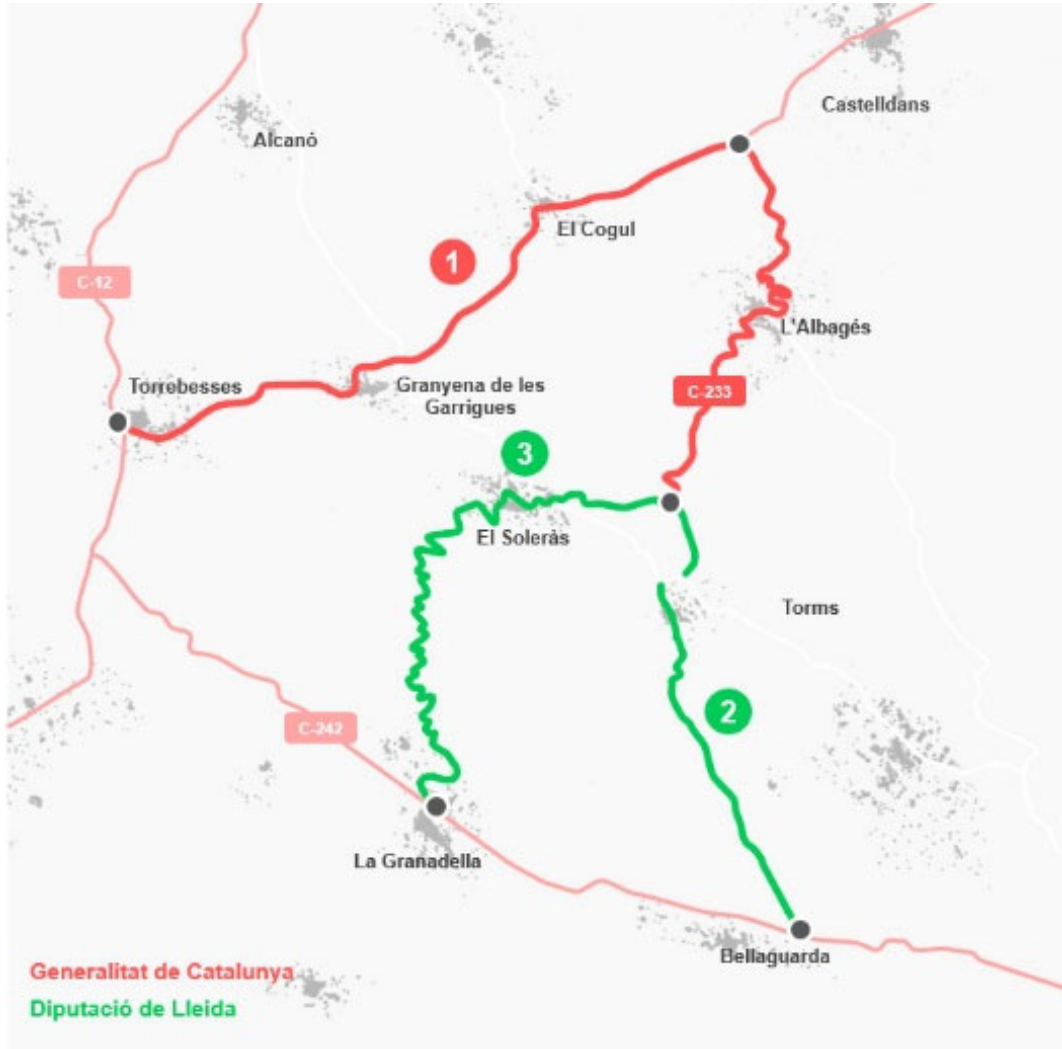 Castelldans
Alcanó
El Cogul
1
C-12
L'Albagés
Torrebesses
Granyena de les
Garrigues
C-233
3
El Soleràs
Torms
2
C-242
La Granadella
Bellaguarda
Generalitat de Catalunya
Diputació de Lleida